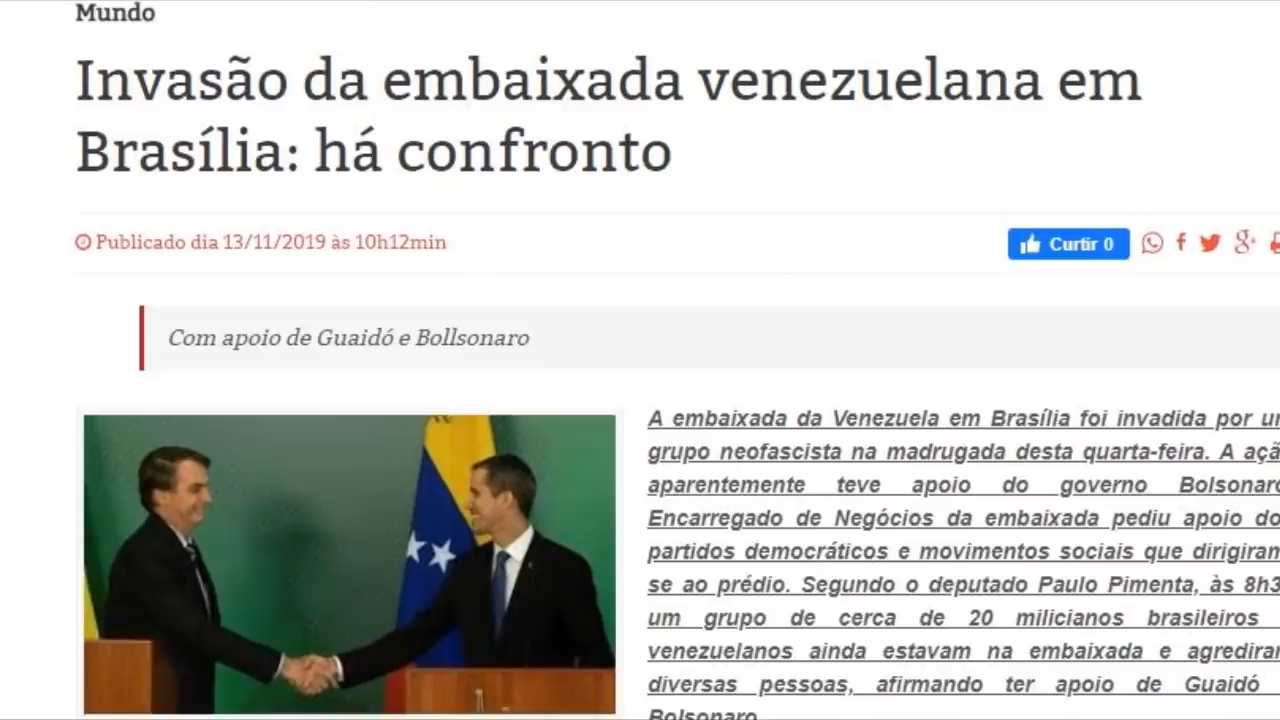 Mundo
Invasão da embaixada venezuelana em
Brasília: há confronto
Publicado dia 13/11/2019 às 10h12min
Curtir 0
Com apoio de Guaidó e Bollsonaro
A embaixada da Venezuela em Brasília foi invadida por
grupo neofascista na madrugada desta quarta-feira. A
aparentemente teve apoio do governo
Encarregado de Negócios da embaixada pediu apoio
partidos democráticos e movimentos sociais que
se ao prédio. Segundo o deputado Paulo Pimenta, às
um grupo de cerca de 20 milicianos brasileiros
venezuelanos ainda estavam na embaixada e
diversas pessoas, afirmando ter apoio de Guaidó
Bolsonaro